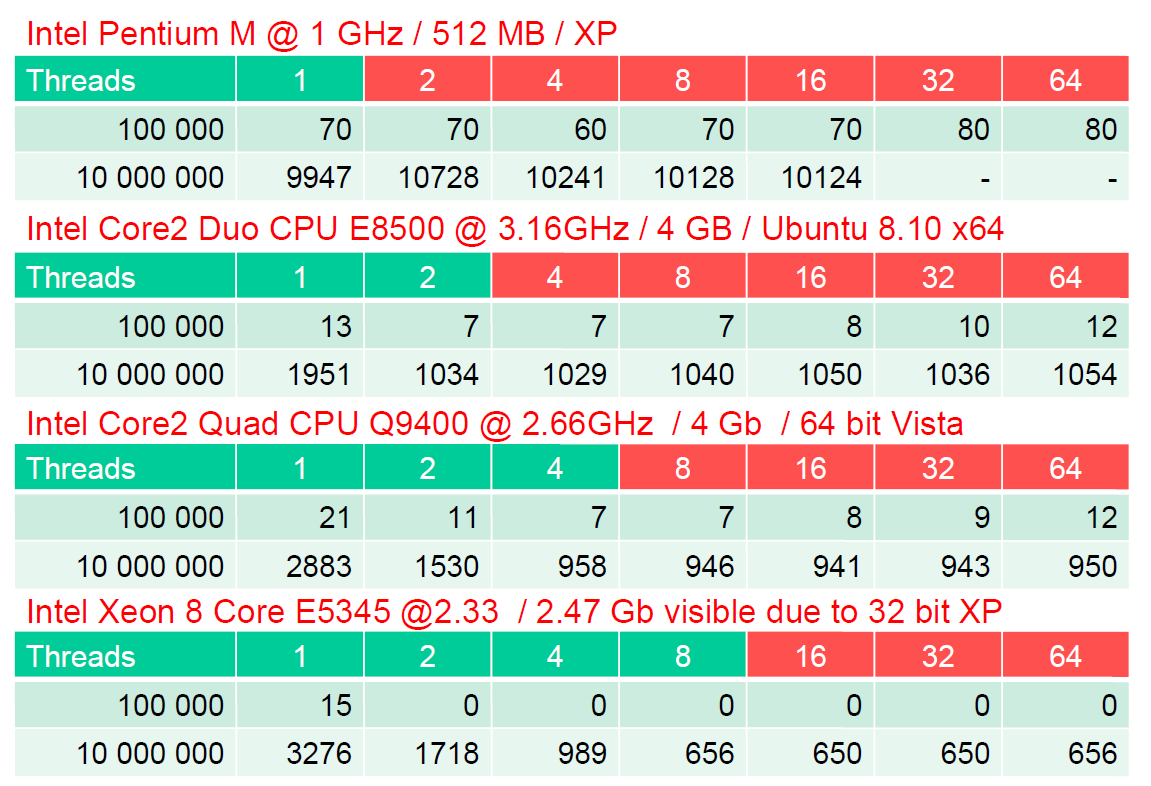 Intel Pentium M @ 1 GHz / 512 MB / XP
Threads 1 2 4 8 16 32 64
100 000 70 70 60 70 70 80 80
10 000 000 9947 10728 10241 10128 10124 - -
Intel Core2 Duo CPU E8500 @ 3.16GHz / 4 GB / Ubuntu 8.10 x64
Threads 1 2 4 8 16 32 64
100 000 13 7 7 7 8 10 12
10 000 000 1951 1034 1029 1040 1050 1036 1054
Intel Core2 Quad CPU Q9400 @ 2.66GHz / 4 Gb / 64 bit Vista
Threads 1 2 4 8 16 32 64
100 000 21 11 7 7 8 9 12
10 000 000 2883 1530 958 946 941 943 950
Intel Xeon 8 Core E5345 @2.33 / 2.47 Gb visible due to 32 bit XP
Threads 1 2 4 8 16 32 64
100 000 15 0 0 0 0 0 0
10 000 000 3276 1718 989 656 650 650 656